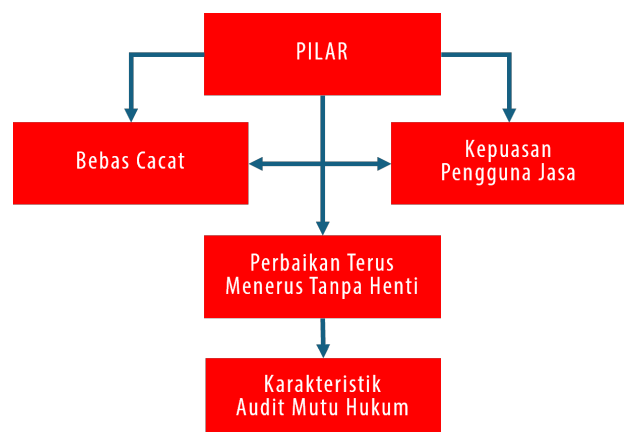 PILAR
Bebas Cacat
Kepuasan
Pengguna Jasa
Perbaikan Terus
Menerus Tanpa Henti
Karakteristik
Audit Mutu Hukum